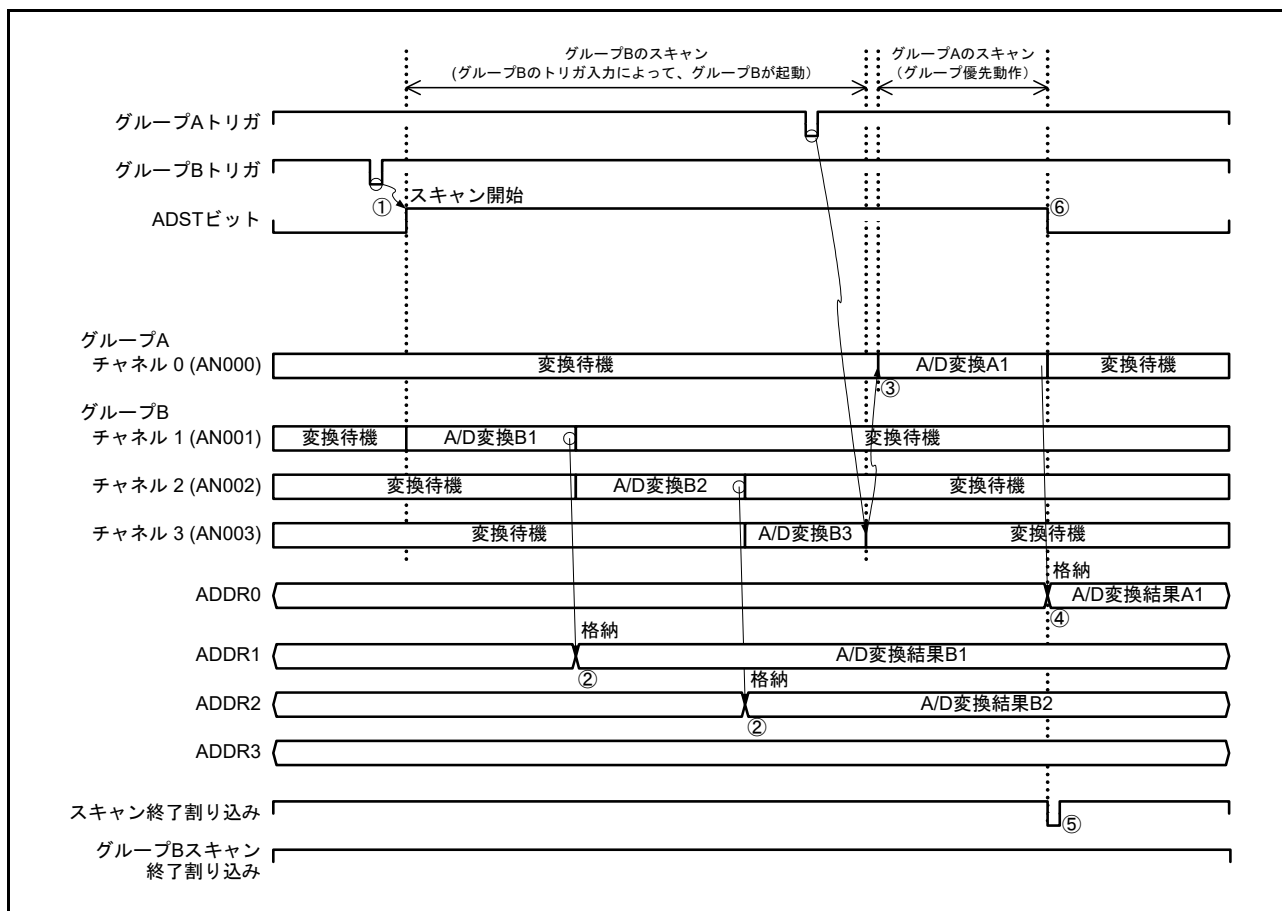 グループBのスキャン
(グループBのトリガ入力によって、グループBが起動)
グループAのスキャン
(グループ優先動作)
グループAトリガ
グループBトリガ
① スキャン開始
ADSTビット
⑥
グループA
チャネル 0 (AN000) 変換待機 A/D変換A1 変換待機
③
グループB
チャネル 1 (AN001) 変換待機 A/D変換B1 変換待機
チャネル 2 (AN002) 変換待機 A/D変換B2 変換待機
チャネル 3 (AN003) 変換待機 A/D変換B3 変換待機
格納
ADDR0 A/D変換結果A1
④
格納
ADDR1 A/D変換結果B1
②
格納
ADDR2 A/D変換結果B2
②
ADDR3
スキャン終了割り込み
⑤
グループBスキャン
終了割り込み